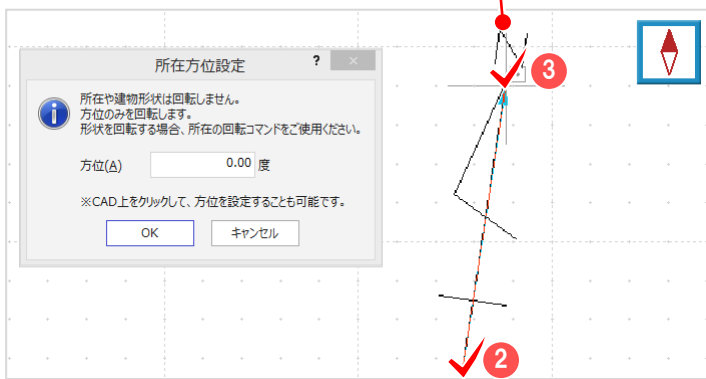 所在方位設定 ? ×
所在や建物形状は回転しません。
方位のみを回転します。
形状を回転する場合、所在の回転コマンドをご使用ください。
方位(A) 0.00 度
※CADをクリックして、方位を設定することも可能です。
OK キャンセル
3
2